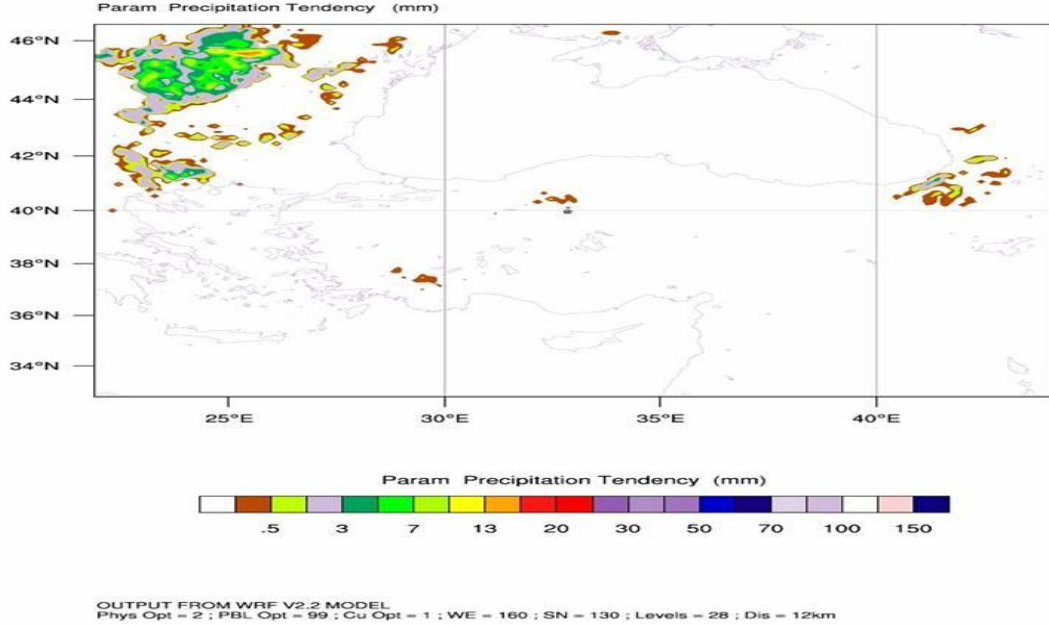 Param Precipitation Tendency (mm)
46°N
44°N
42°N
40°N
38°N
36°N
34°N
25°E 30°E 35°E 40°E
Param Precipitation Tendency (mm)
.5 3 7 13 20 30 50 70 100 150
OUTPUT FROM WRF V2.2 MODEL
Phys Opt = 2 ; PBL Opt = 99 ; Cu Opt = 1 ; WE = 160 ; SN = 130 ; Levels = 28 ; Dis = 12km